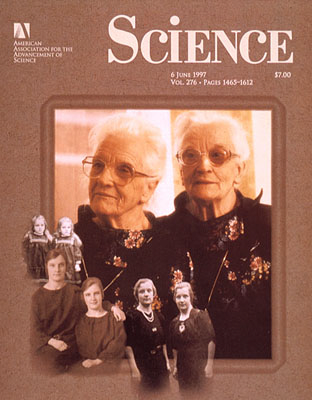 AMERICAN
ASSOCIATION FOR THE
ADVANCEMENT OF
SCIENCE
SCIENCE
6 JUNE 1997
$7.00
VOL. 276 • PAGES 1465-1612